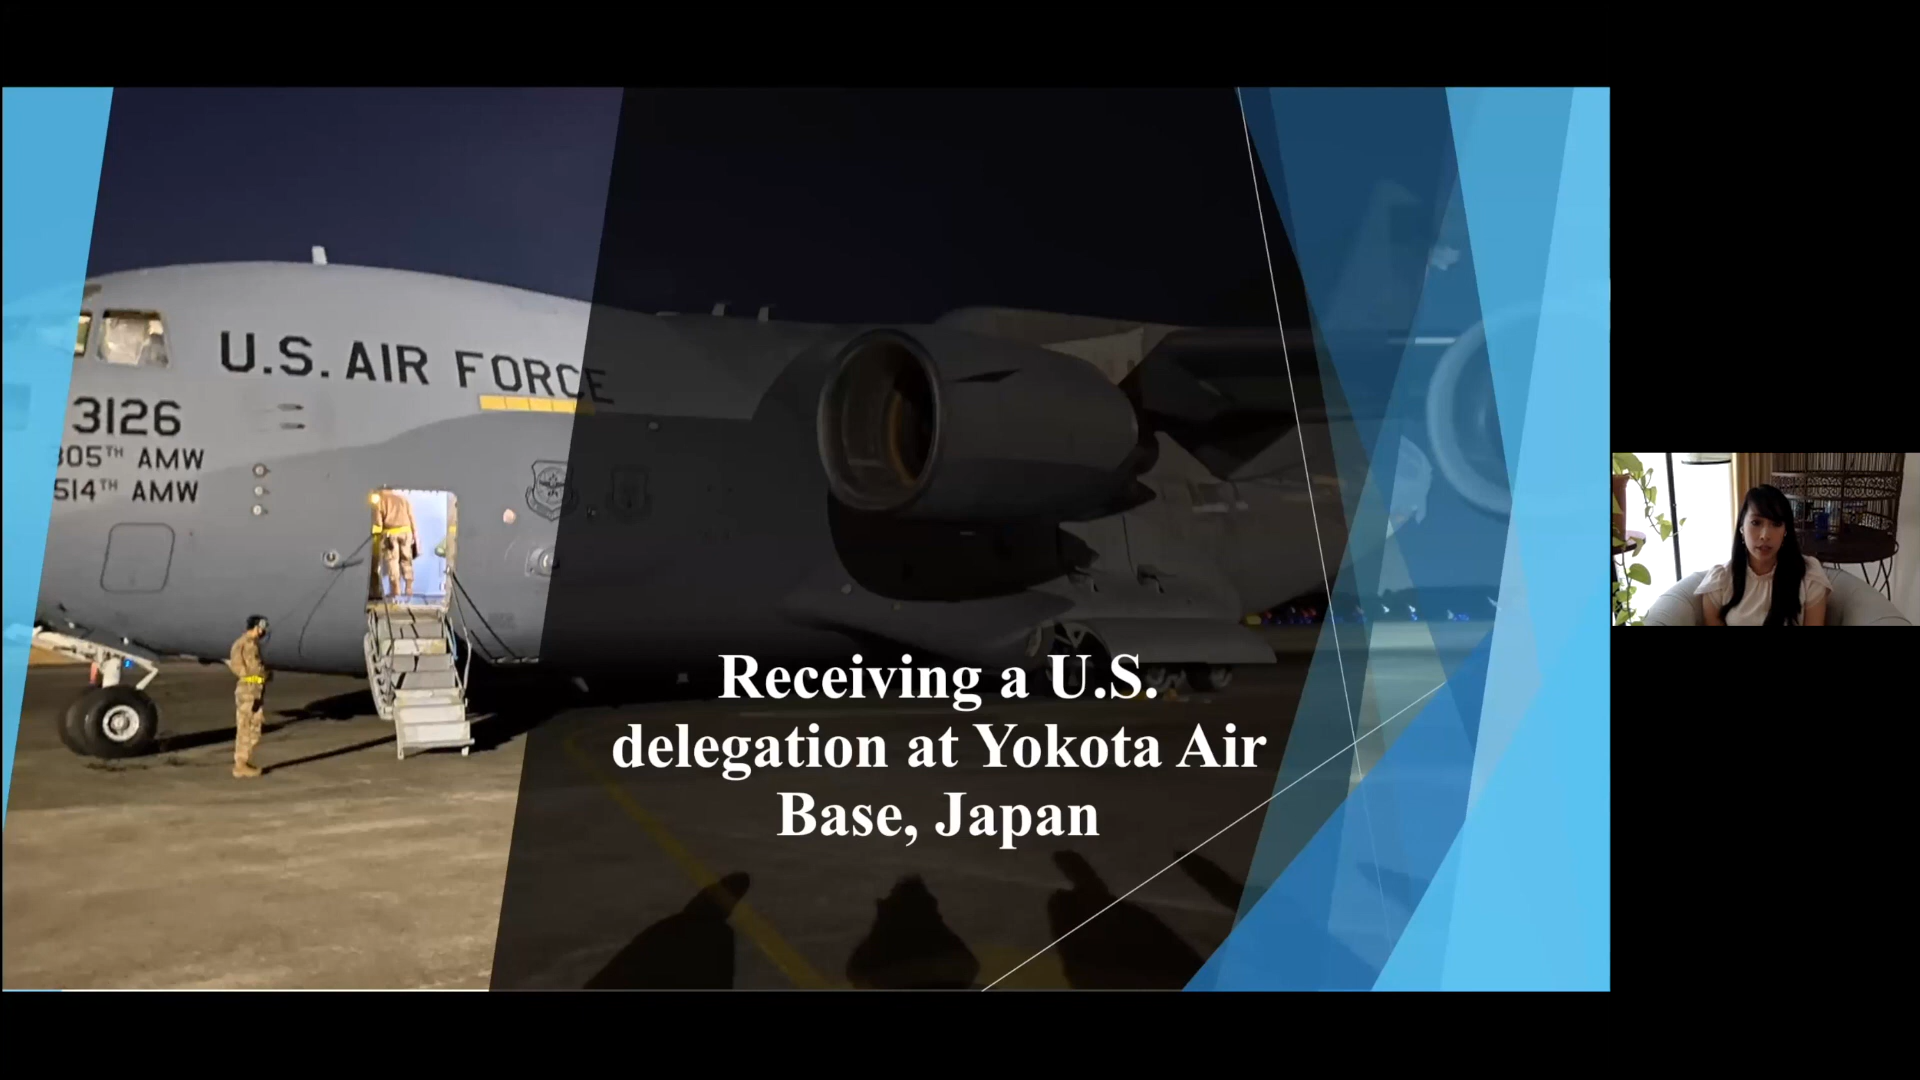 U.S. AIR FORCE
3126
305TH AMW
514TH AMW
Receiving a U.S.
delegation at Yokota Air
Base, Japan